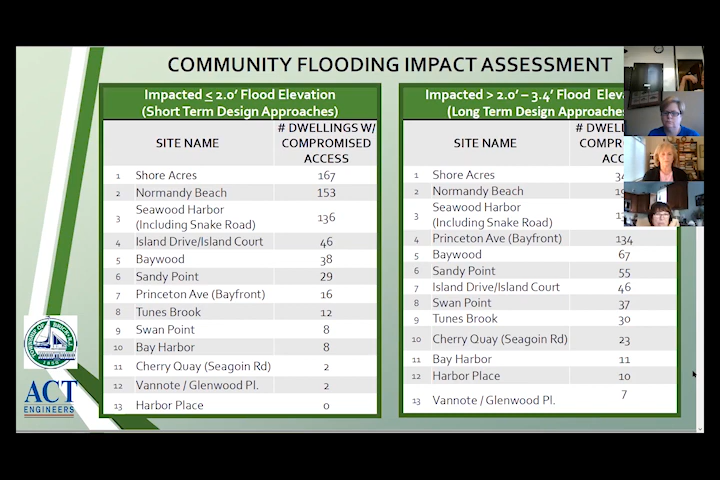 COMMUNITY FLOODING IMPACT ASSESSMENT
Impacted ≤ 2.0' Flood Elevation
(Short Term Design Approaches)
SITE NAME
# DWELLINGS W/
COMPROMISED
ACCESS
1 Shore Acres 167
2 Normandy Beach 153
3 Seawood Harbor
(Including Snake Road) 136
4 Island Drive/Island Court 46
5 Baywood 38
6 Sandy Point 29
7 Princeton Ave (Bayfront) 16
8 Tunes Brook 12
9 Swan Point 8
10 Bay Harbor 8
11 Cherry Quay (Seagoin Rd) 2
12 Vannote / Glenwood Pl. 2
13 Harbor Place 0
Impacted > 2.0' – 3.4' Flood
(Long Term Design Approaches
SITE NAME
#
1 Shore Acres
2 Normandy Beach
3 Seawood Harbor
(Including Snake Road)
4 Princeton Ave (Bayfront) 134
5 Baywood 67
6 Sandy Point 55
7 Island Drive/Island Court 46
8 Swan Point 37
9 Tunes Brook 30
10 Cherry Quay (Seagoin Rd) 23
11 Bay Harbor 11
12 Harbor Place 10
13 Vannote / Glenwood Pl. 7
ACT
ENGINEERS